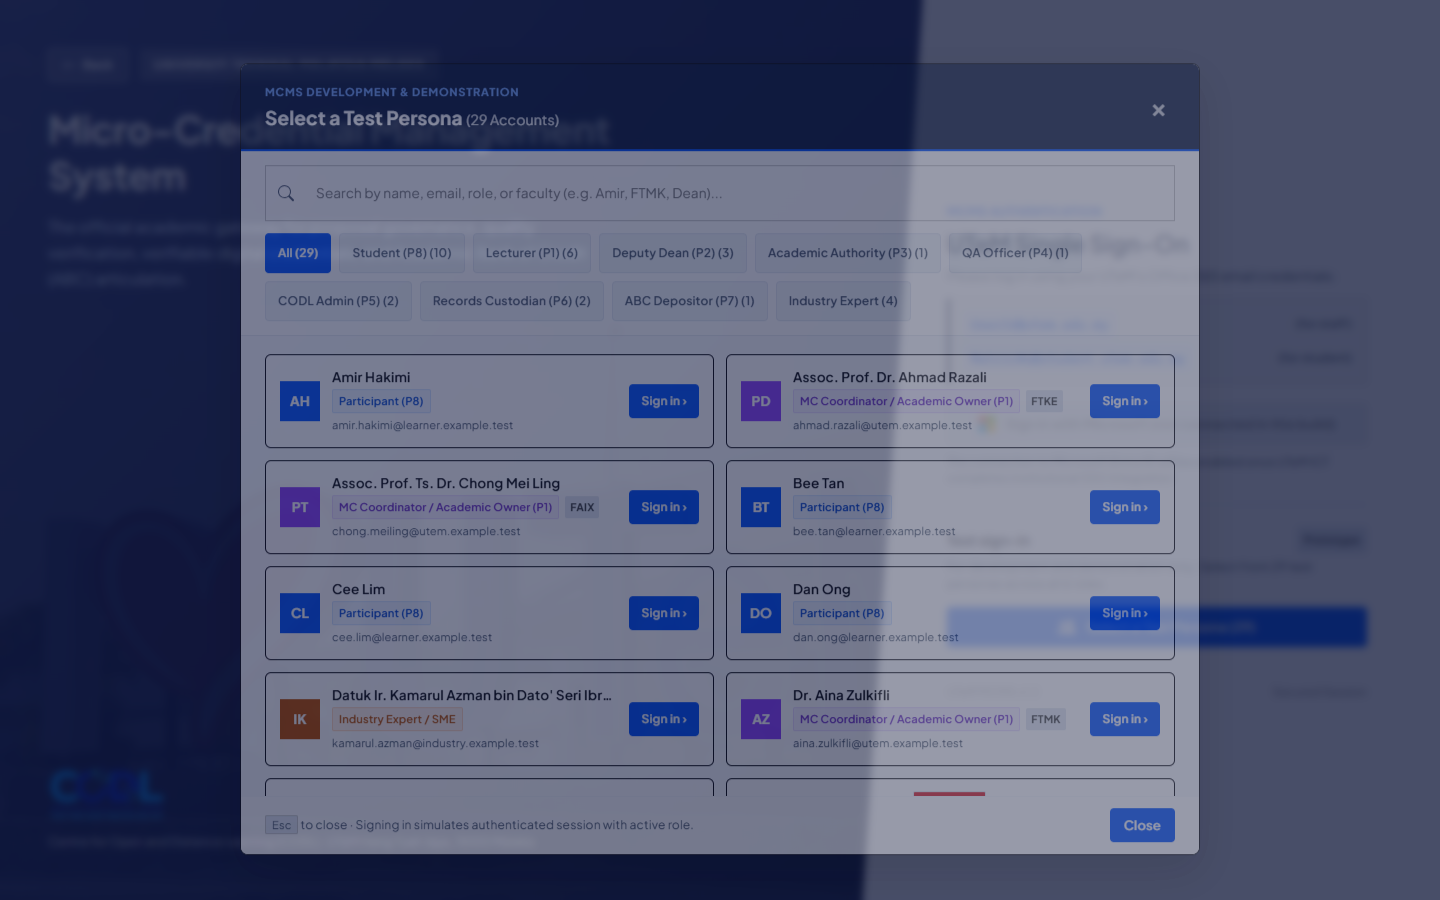 Back
Micro-Credential Management
System
MCMS DEVELOPMENT & DEMONSTRATION
Select a Test Persona (29 Accounts)
×
Search by name, email, role, or faculty (e.g. Amir, FTMK, Dean)...
All (29)
Student (P8) (10)
Lecturer (P1) (6)
Deputy Dean (P2) (3)
Academic Authority (P3) (1)
QA Officer (P4) (1)
CODL Admin (P5) (2)
Records Custodian (P6) (2)
ABC Depositor (P7) (1)
Industry Expert (4)
AH
Amir Hakimi
Participant (P8)
amir.hakimi@learner.example.test
Sign in ›
PD
Assoc. Prof. Dr. Ahmad Razali
MC Coordinator / Academic Owner (P1) FTKE
ahmad.razali@utem.example.test
Sign in ›
PT
Assoc. Prof. Ts. Dr. Chong Mei Ling
MC Coordinator / Academic Owner (P1) FAIX
chong.meiling@utem.example.test
Sign in ›
BT
Bee Tan
Participant (P8)
bee.tan@learner.example.test
Sign in ›
CL
Cee Lim
Participant (P8)
cee.lim@learner.example.test
Sign in ›
DO
Dan Ong
Participant (P8)
dan.ong@learner.example.test
Sign in ›
IK
Datuk Ir. Kamarul Azman bin Dato' Seri Ibr...
Industry Expert / SME
kamarul.azman@industry.example.test
Sign in ›
AZ
Dr. Aina Zulkifli
MC Coordinator / Academic Owner (P1) FTMK
aina.zulkifli@utem.example.test
Sign in ›
Esc to close · Signing in simulates authenticated session with active role.
Close
CODL